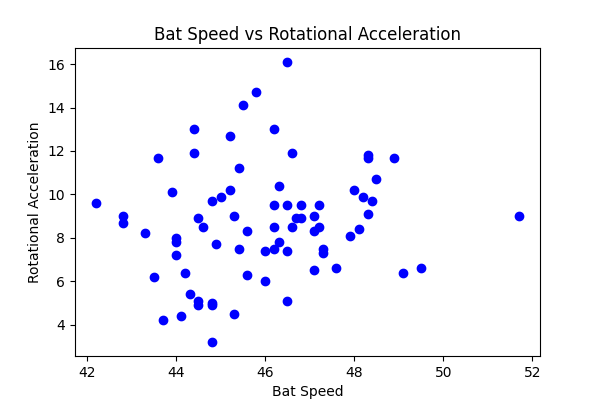 Bat Speed vs Rotational Acceleration
16
14
12
10
8
6
4
Rotational Acceleration
42 44 46 48 50 52
Bat Speed